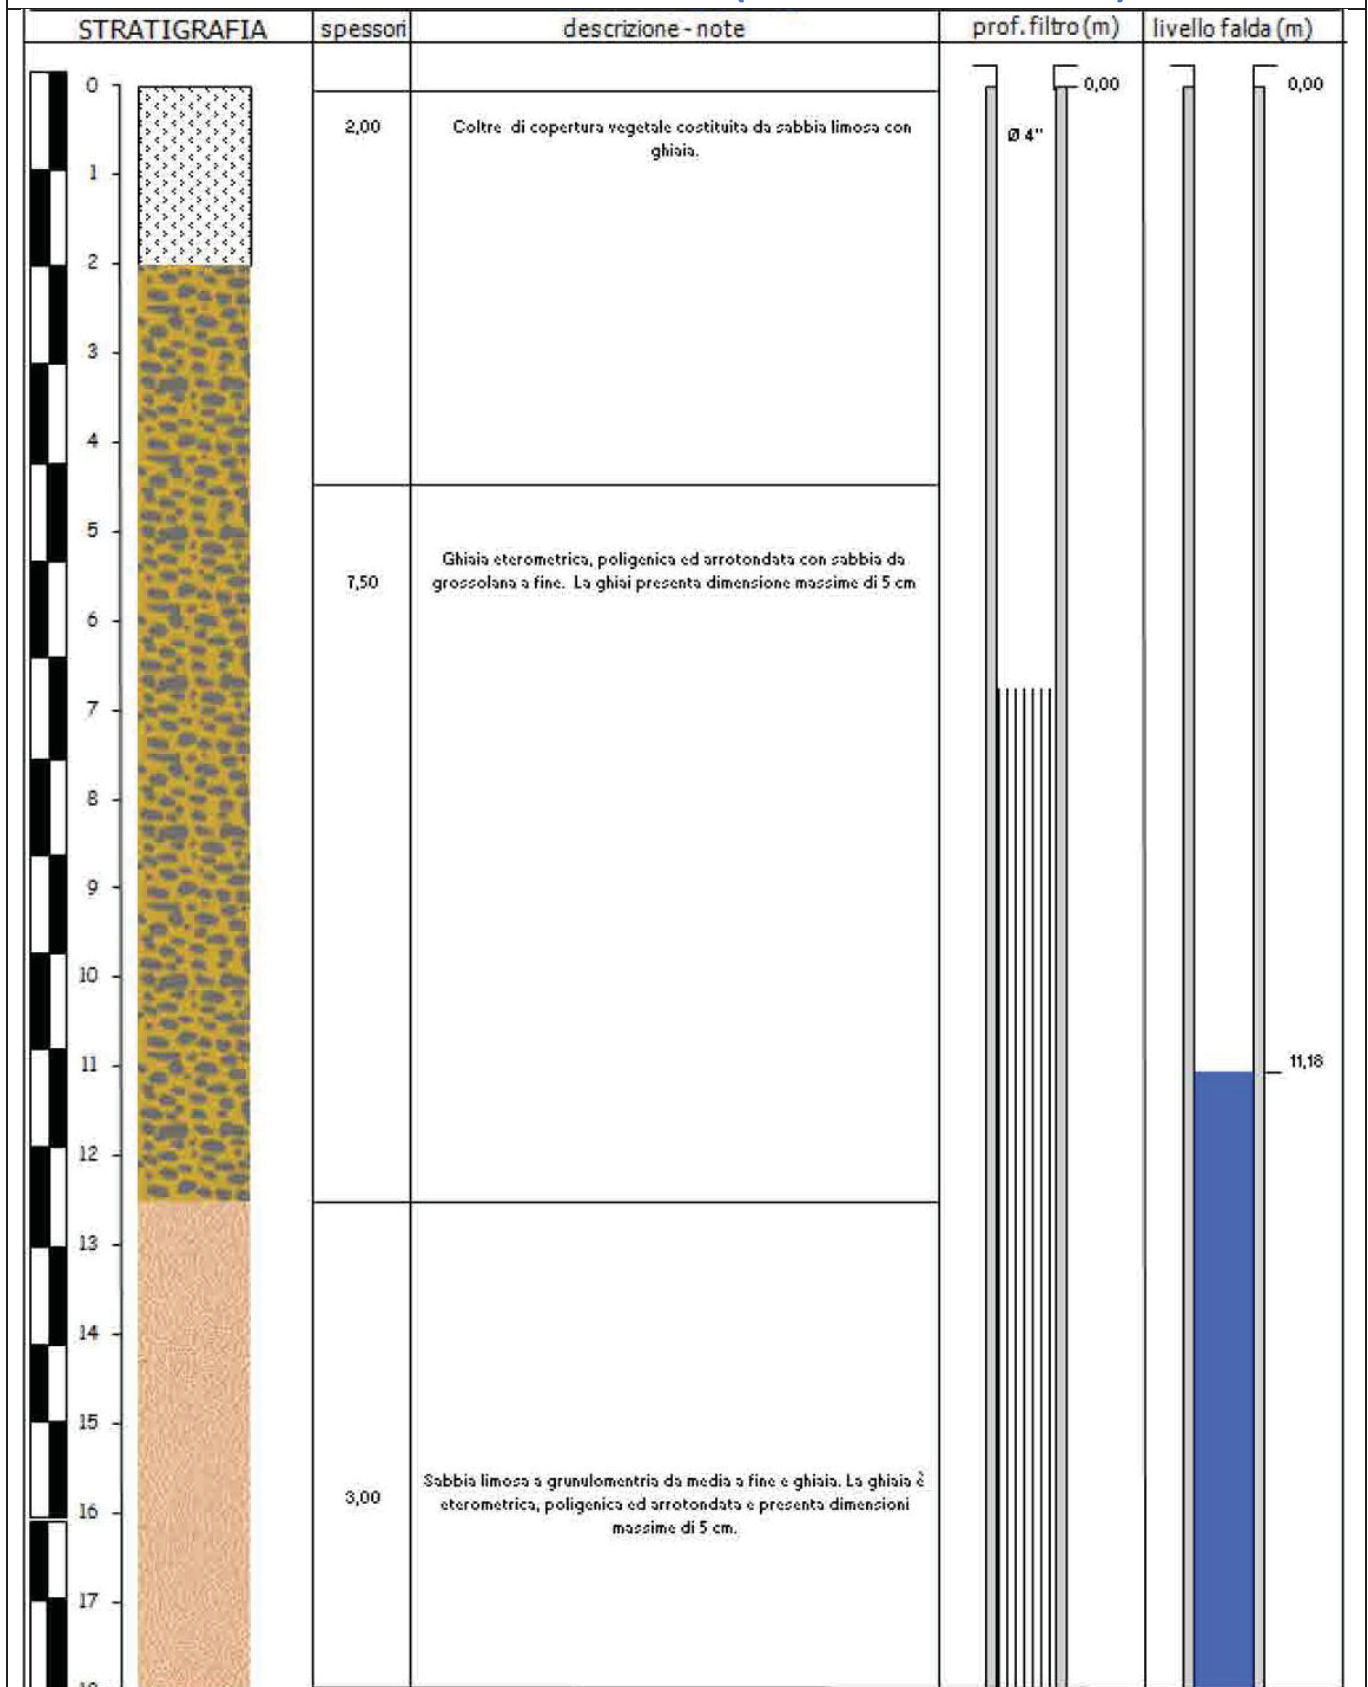 STRATIGRAFIA
spessori
descrizione - note
prof. filtro (m)
livello falda (m)
0
0,00
0,00
2,00
Coltre di copertura vegetale costituita da sabbia limosa con
ghiaia.
Ø 4"
1
2
3
4
5
Ghiaia eterometrica, poligenica ed arrotondata con sabbia da
7,50
grossolana a fine. La ghiai presenta dimensione massime di 5 cm
6
7
8
9
10
11
11,18
12
13
14
15
Sabbia limosa a grunulomentria da media a fine e ghiaia. La ghiaia è
3,00
eterometrica, poligenica ed arrotondata e presenta dimensioni
16
massime di 5 cm.
17